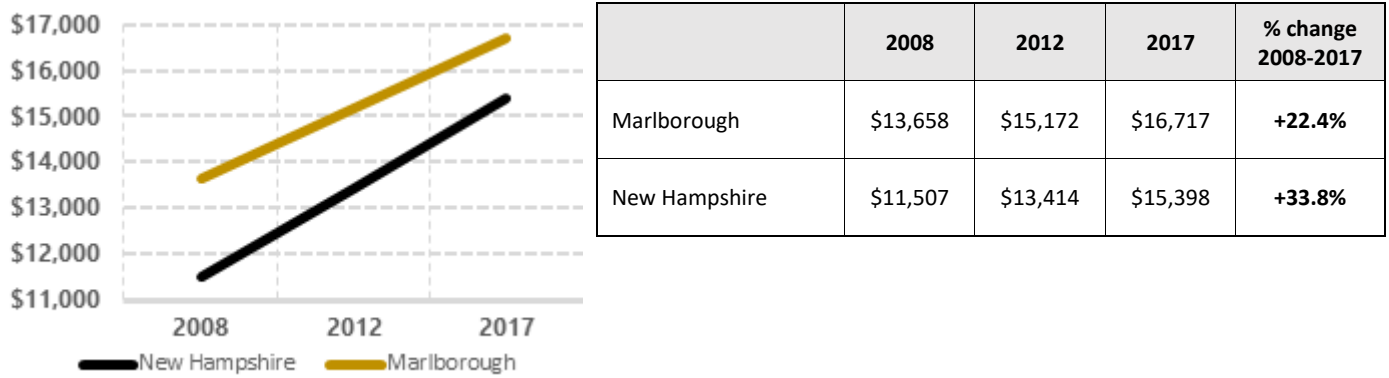 $17,000
$16,000
$15,000
$14,000
$13,000
$12,000
$11,000
2008 2012 2017
New Hampshire Marlborough
2008 2012 2017 % change
2008-2017
Marlborough $13,658 $15,172 $16,717 +22.4%
New Hampshire $11,507 $13,414 $15,398 +33.8%